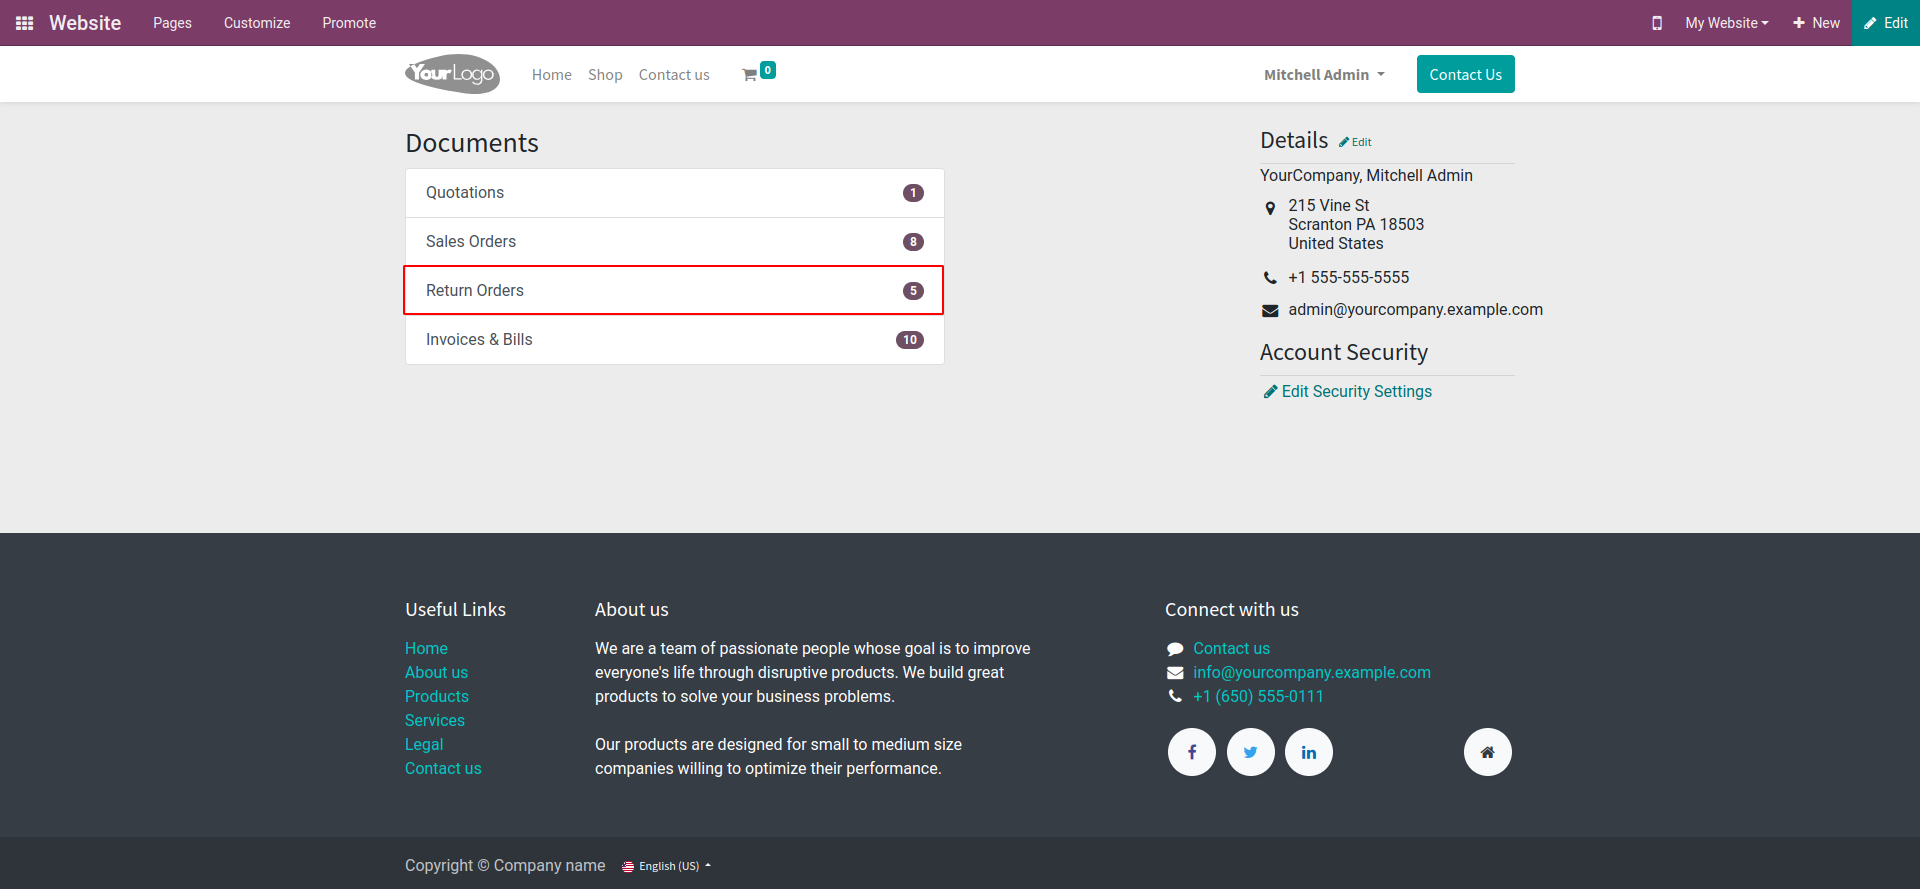 Website
Pages
Customize
Promote
My Website
New
Edit
YourLogo
Home
Shop
Contact us
0
Mitchell Admin
Contact Us
Documents
Quotations 1
Sales Orders 8
Return Orders 5
Invoices & Bills 10
Details
Edit
YourCompany, Mitchell Admin
215 Vine St
Scranton PA 18503
United States
+1 555-555-5555
admin@yourcompany.example.com
Account Security
Edit Security Settings
Useful Links
Home
About us
Products
Services
Legal
Contact us
About us
We are a team of passionate people whose goal is to improve
everyone's life through disruptive products. We build great
products to solve your business problems.
Our products are designed for small to medium size
companies willing to optimize their performance.
Connect with us
Contact us
info@yourcompany.example.com
+1 (650) 555-0111
Copyright © Company name
English (US)